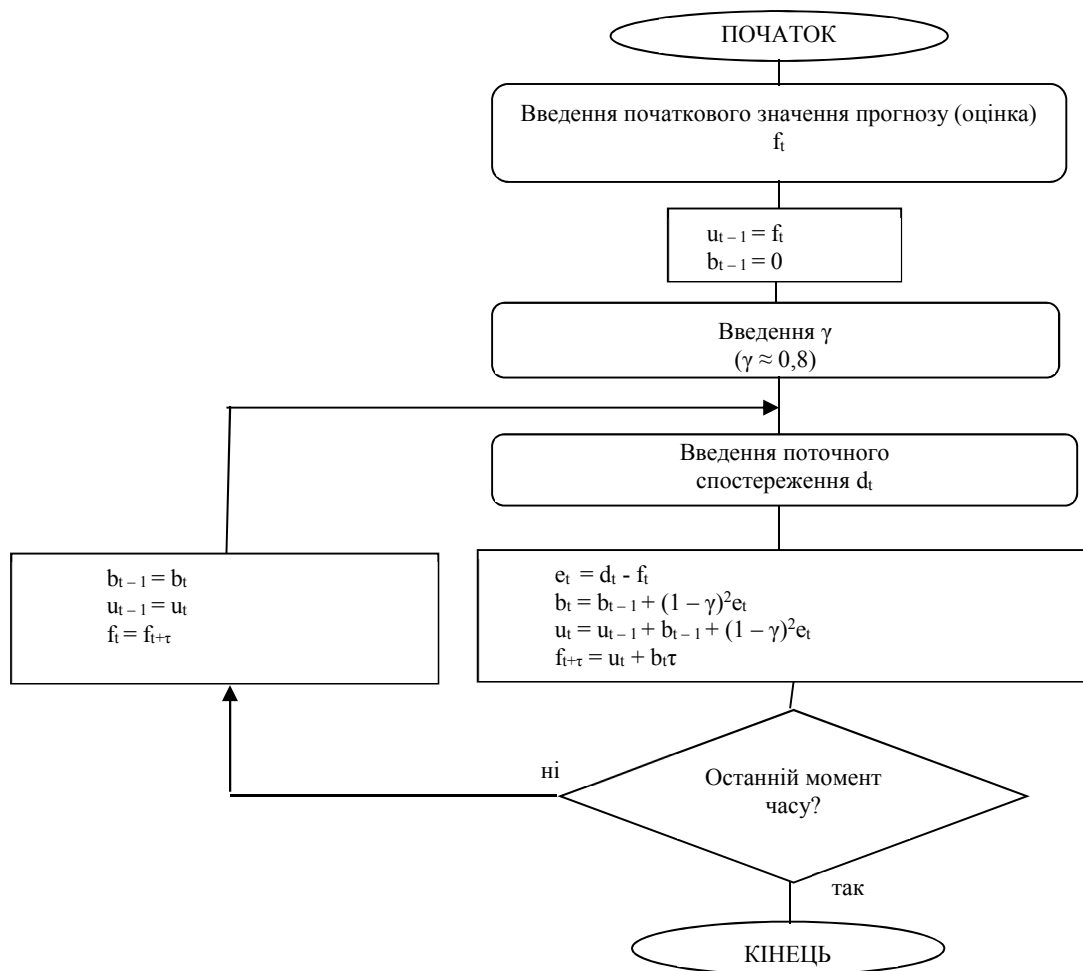 ПОЧАТОК
Введення початкового значення прогнозу (оцінка)
fₜ
uₜ₋₁ = fₜ
bₜ₋₁ = 0
Введення γ
(γ ≈ 0,8)
Введення поточного
спостереження dₜ
eₜ = dₜ - fₜ
bₜ = bₜ₋₁ + (1 – γ)²eₜ
uₜ = uₜ₋₁ + bₜ₋₁ + (1 – γ)²eₜ
fₜ₊τ = uₜ + bₜτ
bₜ₋₁ = bₜ
uₜ₋₁ = uₜ
fₜ = fₜ₊τ
ні
Останній момент
часу?
так
КІНЕЦЬ